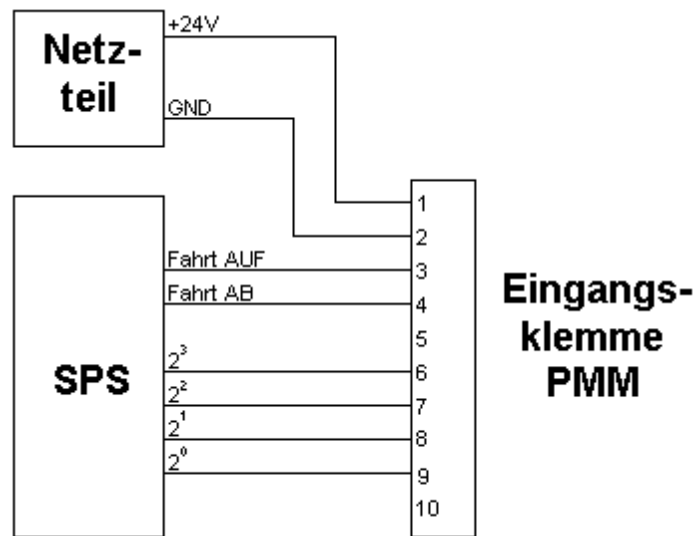 Netz-
teil
+24V
GND
SPS
Fahrt AUF
Fahrt AB
2³
2²
2¹
2⁰
1
2
3
4
5
6
7
8
9
10
Eingangs-
klemme
PMM